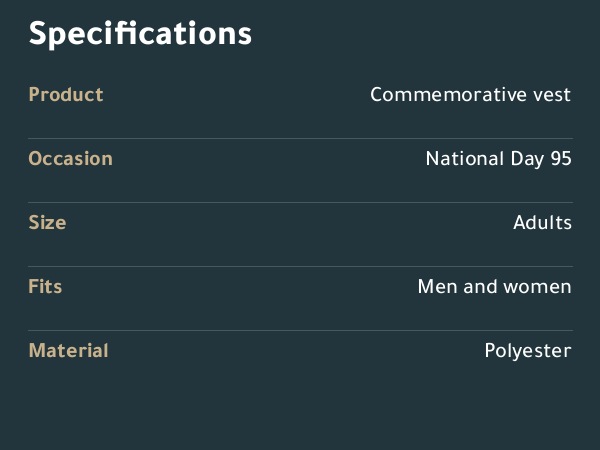 Specifications
Product Commemorative vest
Occasion National Day 95
Size Adults
Fits Men and women
Material Polyester